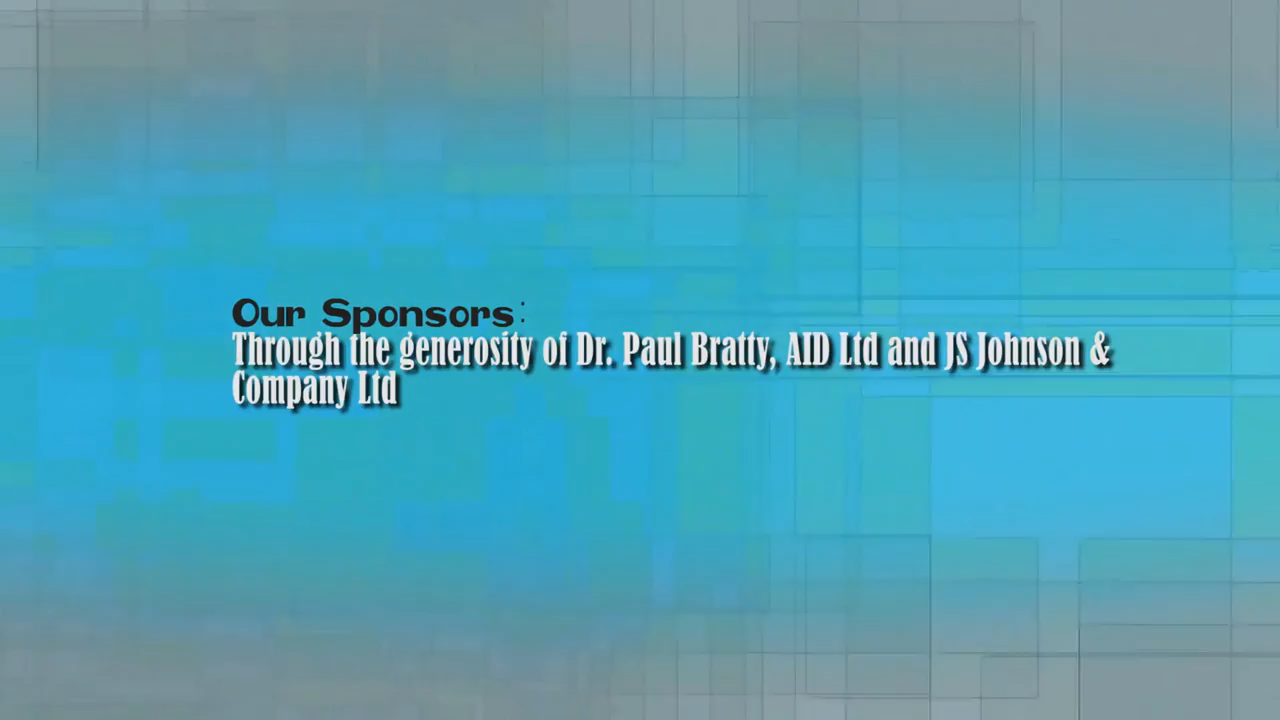 Our Sponsors:
Through the generosity of Dr. Paul Bratty, AID Ltd and JS Johnson &
Company Ltd